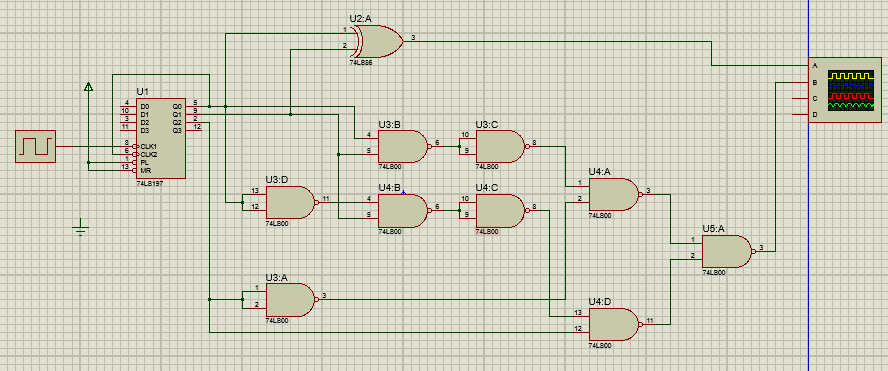 U2:A
1
2
3
74LS86
U1
4 D0 Q0 5
10 D1 Q1 9
3 D2 Q2 2
11 D3 Q3 12
8 CLK1
6 CLK2
1 PL
13 MR
74LS197
A
B
C
D
U3:B
4
5
6
74LS00
U3:C
10
9
8
74LS00
U4:A
1
2
3
74LS00
U3:D
13
12
11
74LS00
U4:B
4
5
6
74LS00
U4:C
10
9
8
74LS00
U5:A
1
2
3
74LS00
U3:A
1
2
3
74LS00
U4:D
13
12
11
74LS00